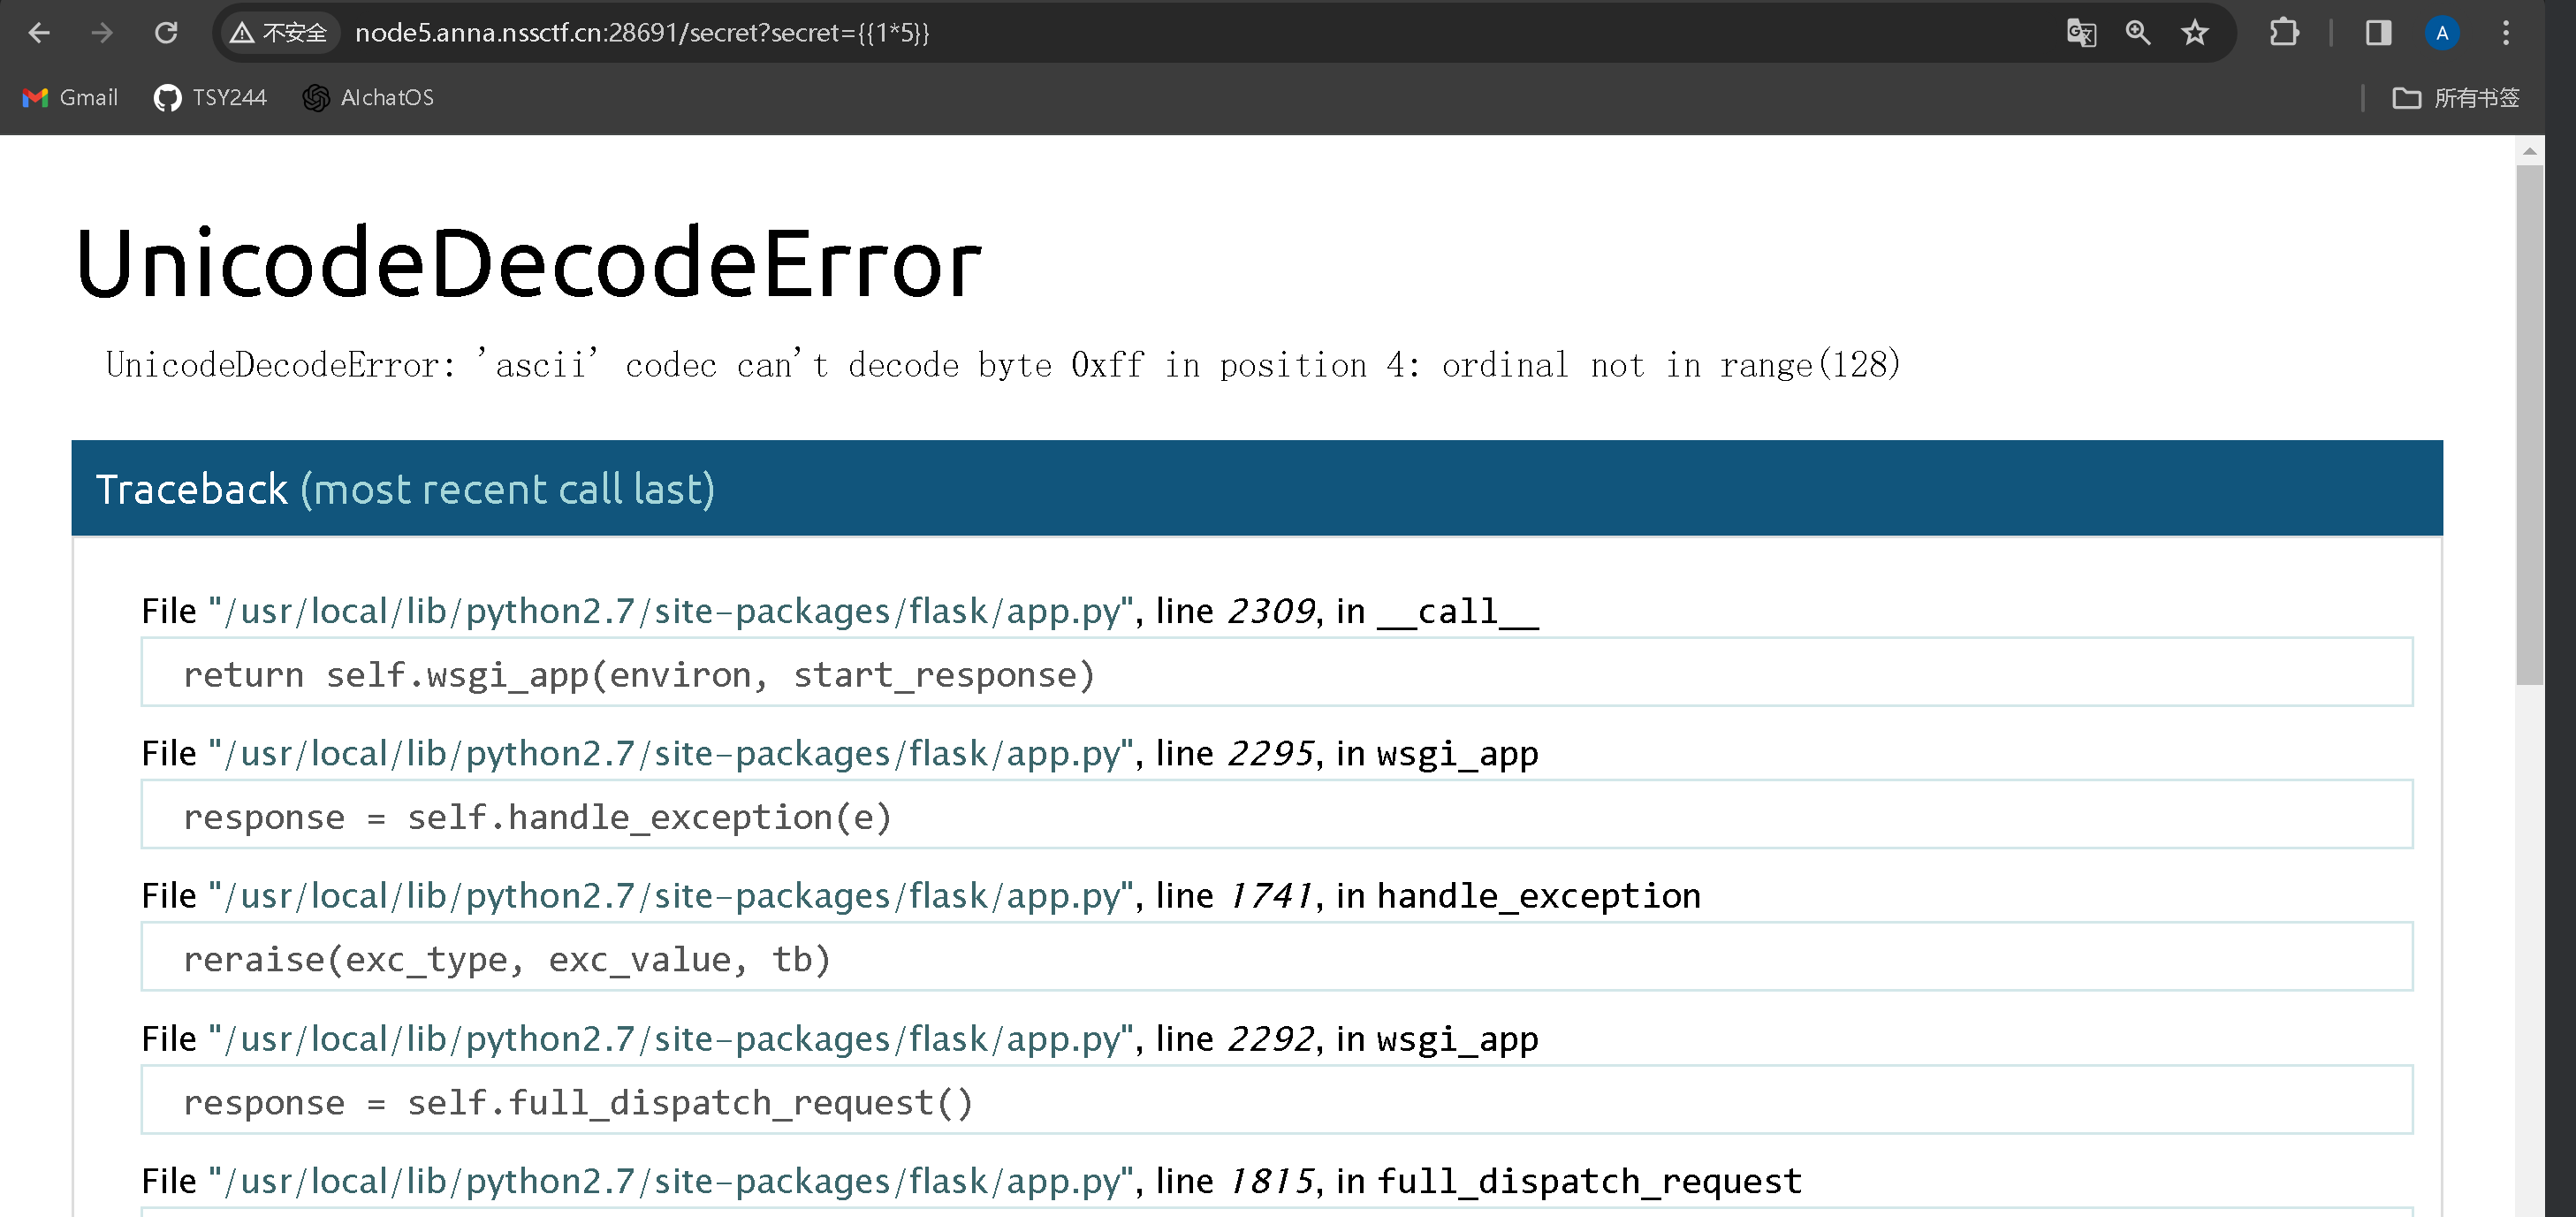 不安全 node5.anna.nssctf.cn:28691/secret?secret={{1*5}} A
Gmail TSY244 AIchatOS 所有书签
UnicodeDecodeError
UnicodeDecodeError: 'ascii' codec can't decode byte 0xff in position 4: ordinal not in range(128)
Traceback (most recent call last)
File "/usr/local/lib/python2.7/site-packages/flask/app.py", line 2309, in __call__
return self.wsgi_app(environ, start_response)
File "/usr/local/lib/python2.7/site-packages/flask/app.py", line 2295, in wsgi_app
response = self.handle_exception(e)
File "/usr/local/lib/python2.7/site-packages/flask/app.py", line 1741, in handle_exception
reraise(exc_type, exc_value, tb)
File "/usr/local/lib/python2.7/site-packages/flask/app.py", line 2292, in wsgi_app
response = self.full_dispatch_request()
File "/usr/local/lib/python2.7/site-packages/flask/app.py", line 1815, in full_dispatch_request